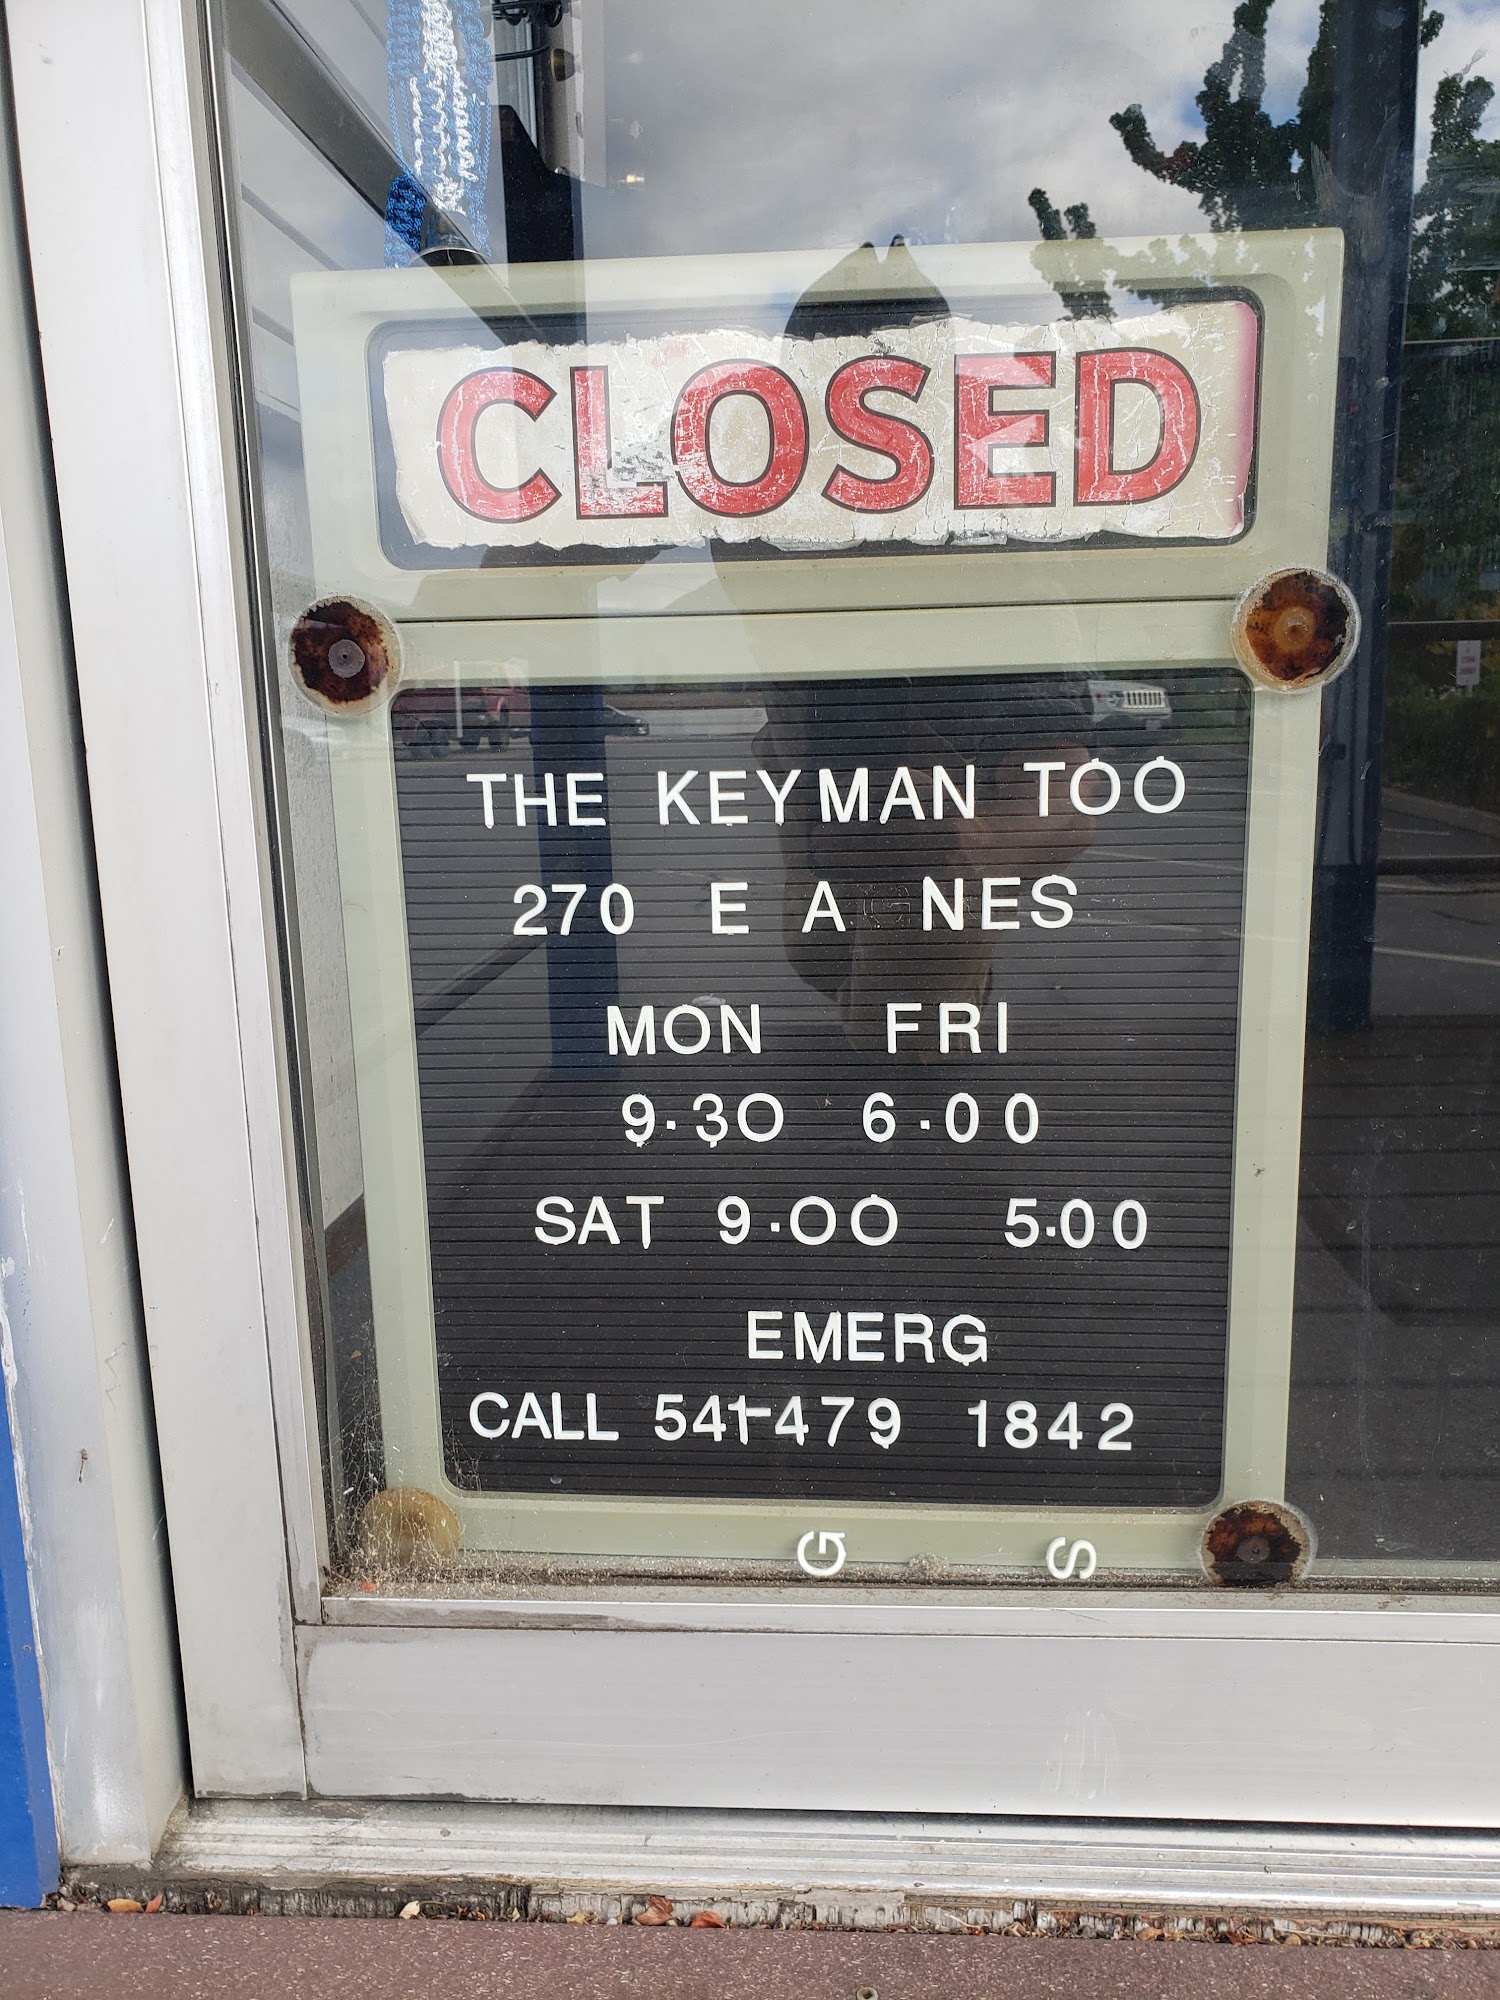 CLOSED
THE KEYMAN TOO
270 E A NES
MON FRI
9.30 6.00
SAT 9.00 5.00
EMERG
CALL 541-479 1842
G S